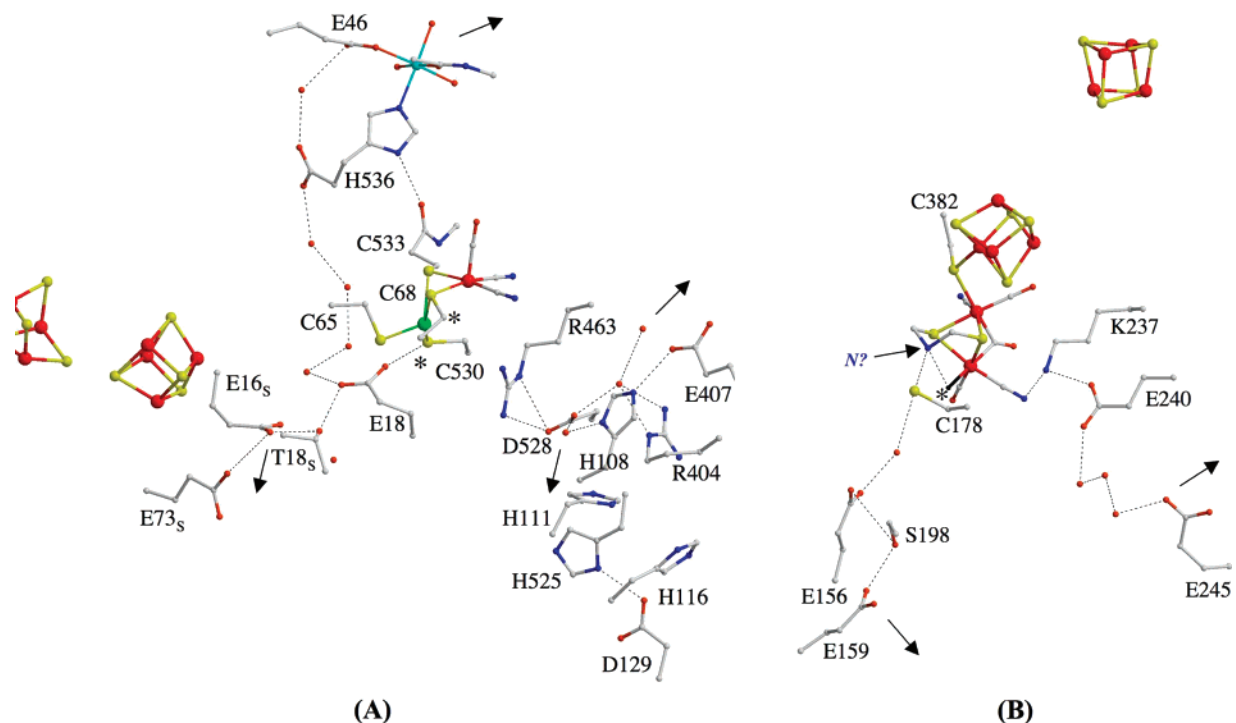 E46
H536
C533
C68
*
C65
R463
*
C530
E16s
E18
E407
T18s
D528
H108
R404
E73s
H111
H525
H116
D129
(A)
C382
K237
N?
*
C178
E240
S198
E156
E245
E159
(B)